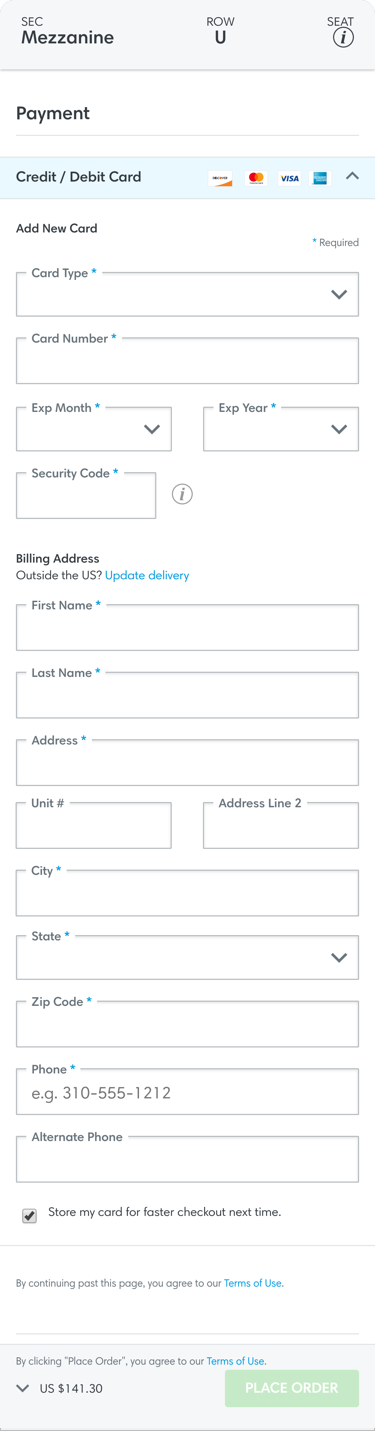 SEC ROW SEAT
Mezzanine U i
Payment
Credit / Debit Card DISCOVER mastercard VISA
Add New Card
* Required
Card Type *
Card Number *
Exp Month * Exp Year *
Security Code *
i
Billing Address
Outside the US? Update delivery
First Name *
Last Name *
Address *
Unit # Address Line 2
City *
State *
Zip Code *
Phone *
e.g. 310-555-1212
Alternate Phone
Store my card for faster checkout next time.
By continuing past this page, you agree to our Terms of Use.
By clicking "Place Order", you agree to our Terms of Use.
US $141.30 PLACE ORDER